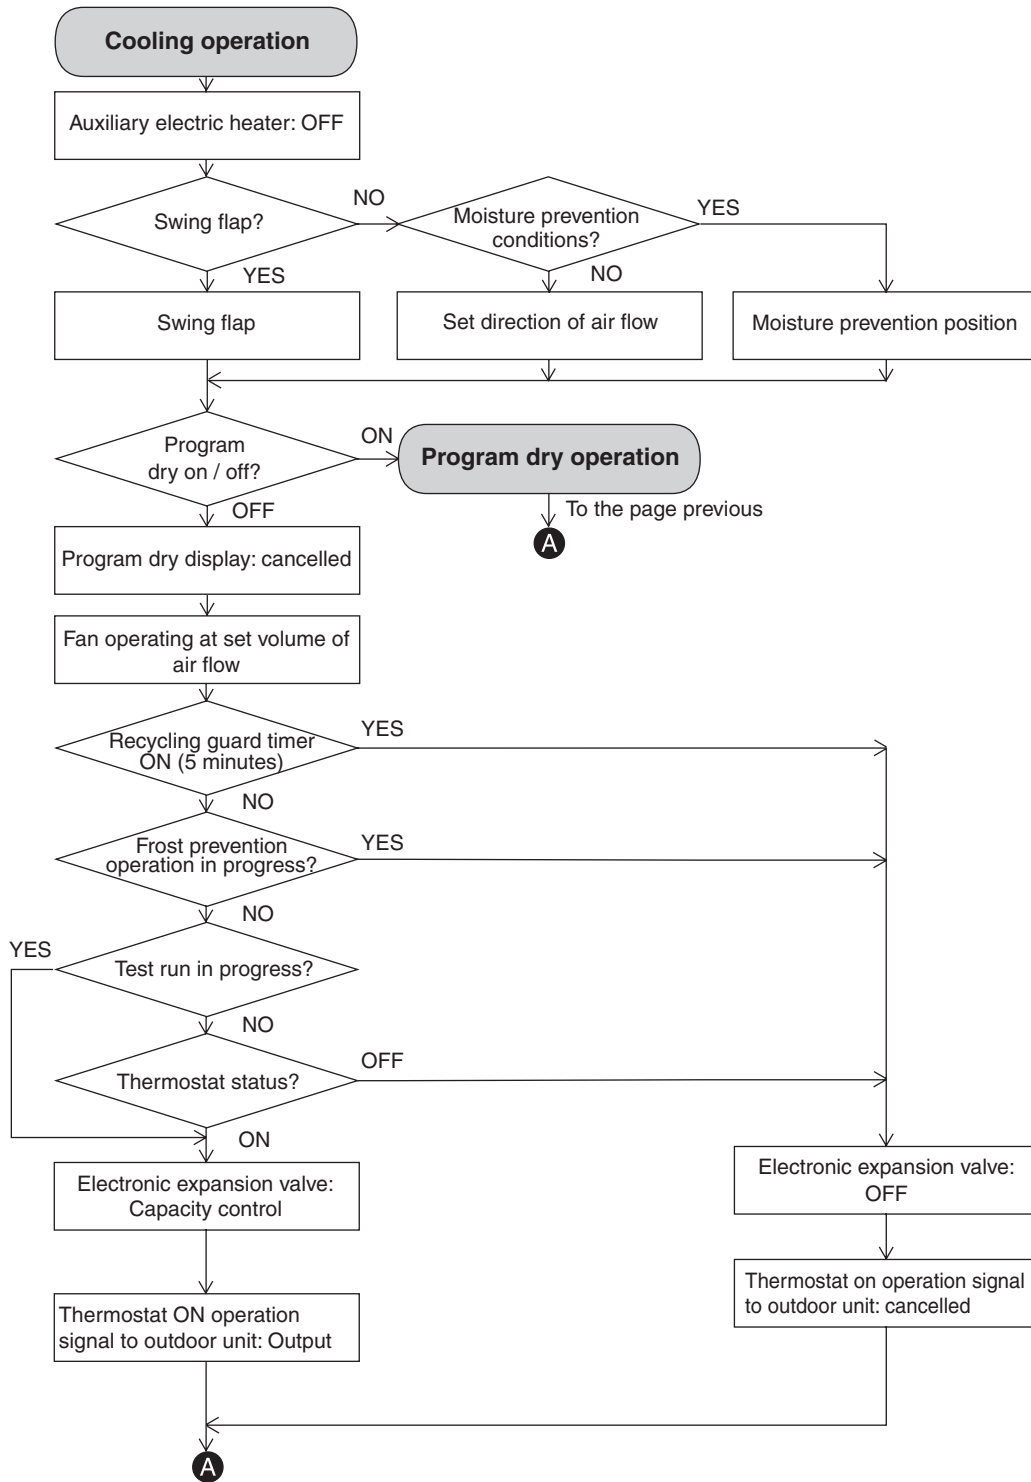 Cooling operation
Auxiliary electric heater: OFF
Swing flap?
NO
Moisture prevention
conditions?
YES
YES
NO
Swing flap
Set direction of air flow
Moisture prevention position
Program
dry on / off?
ON
Program dry operation
OFF
To the page previous
A
Program dry display: cancelled
Fan operating at set volume of
air flow
Recycling guard timer
ON (5 minutes)
YES
NO
Frost prevention
operation in progress?
YES
NO
YES
Test run in progress?
NO
Thermostat status?
OFF
ON
Electronic expansion valve:
Capacity control
Electronic expansion valve:
OFF
Thermostat on operation signal
to outdoor unit: cancelled
Thermostat ON operation
signal to outdoor unit: Output
A